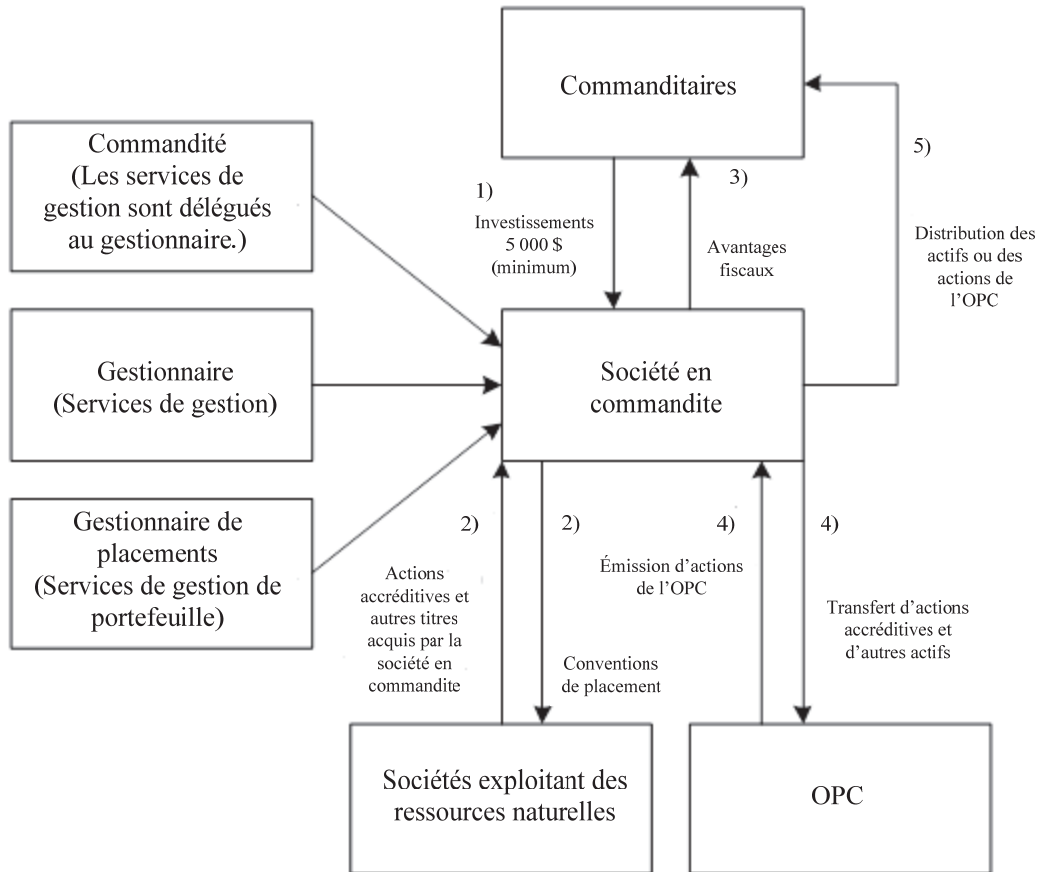 Commanditaires
Commandité
(Les services de
gestion sont délégués
au gestionnaire.)
1)
Investissements
5 000 $
(minimum)
3)
Avantages
fiscaux
5)
Distribution des
actifs ou des
actions de
l’OPC
Gestionnaire
(Services de gestion)
Société en
commandite
Gestionnaire de
placements
(Services de gestion de
portefeuille)
2)
Actions
accréditives et
autres titres
acquis par la
société en
commandite
2)
Conventions
de placement
4)
Émission d’actions
de l’OPC
4)
Transfert d’actions
accréditives et
d’autres actifs
Sociétés exploitant des
ressources naturelles
OPC